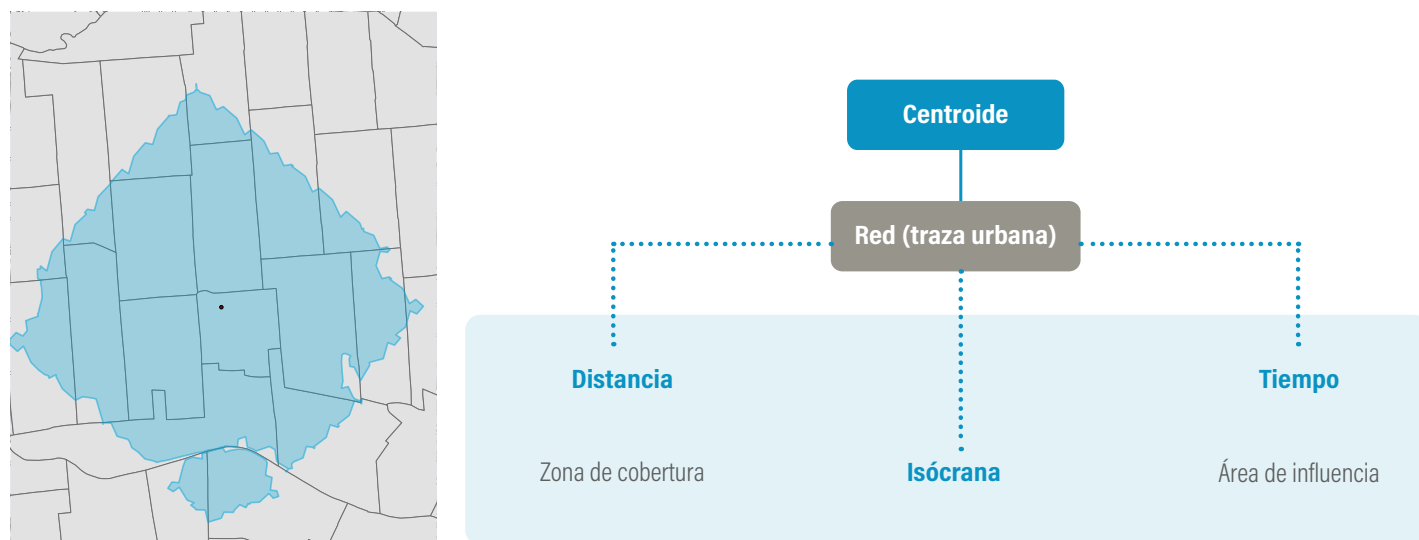 Centroide
Red (traza urbana)
Distancia
Tiempo
Zona de cobertura
Isócrana
Área de influencia